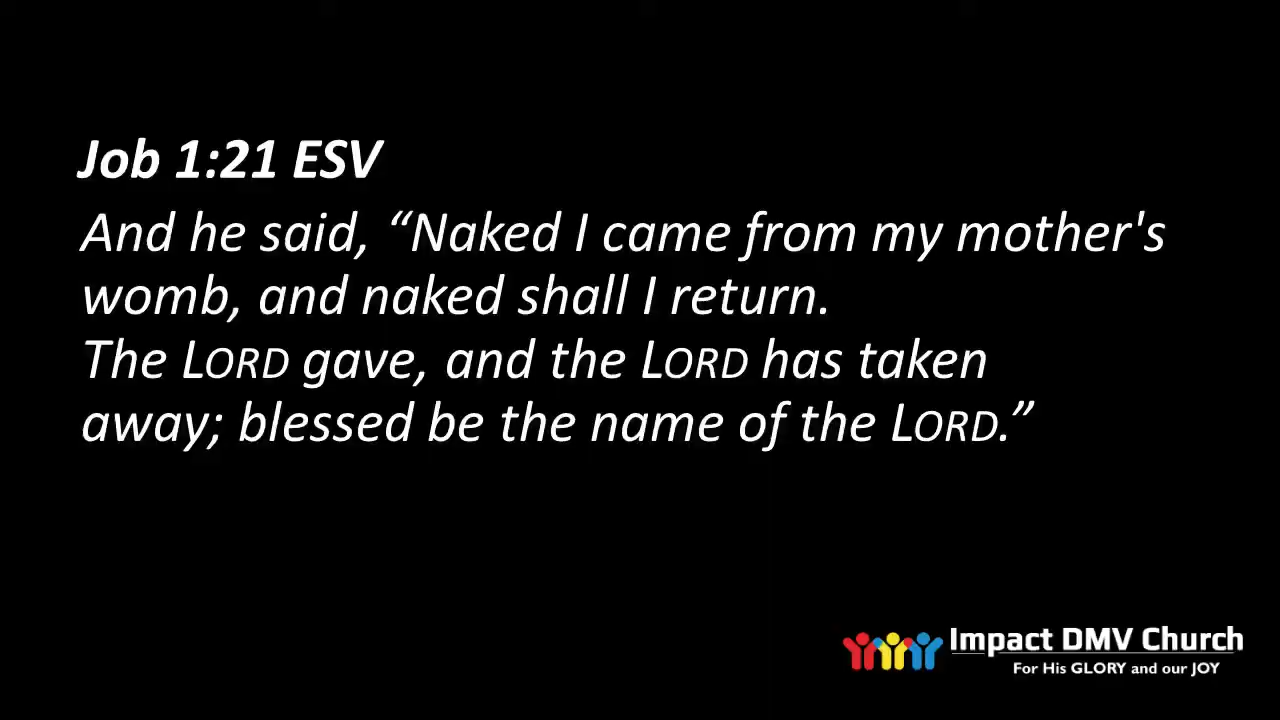 Job 1:21 ESV
And he said, “Naked I came from my mother's
womb, and naked shall I return.
The LORD gave, and the LORD has taken
away; blessed be the name of the LORD.”
Impact DMV Church
For His GLORY and our JOY